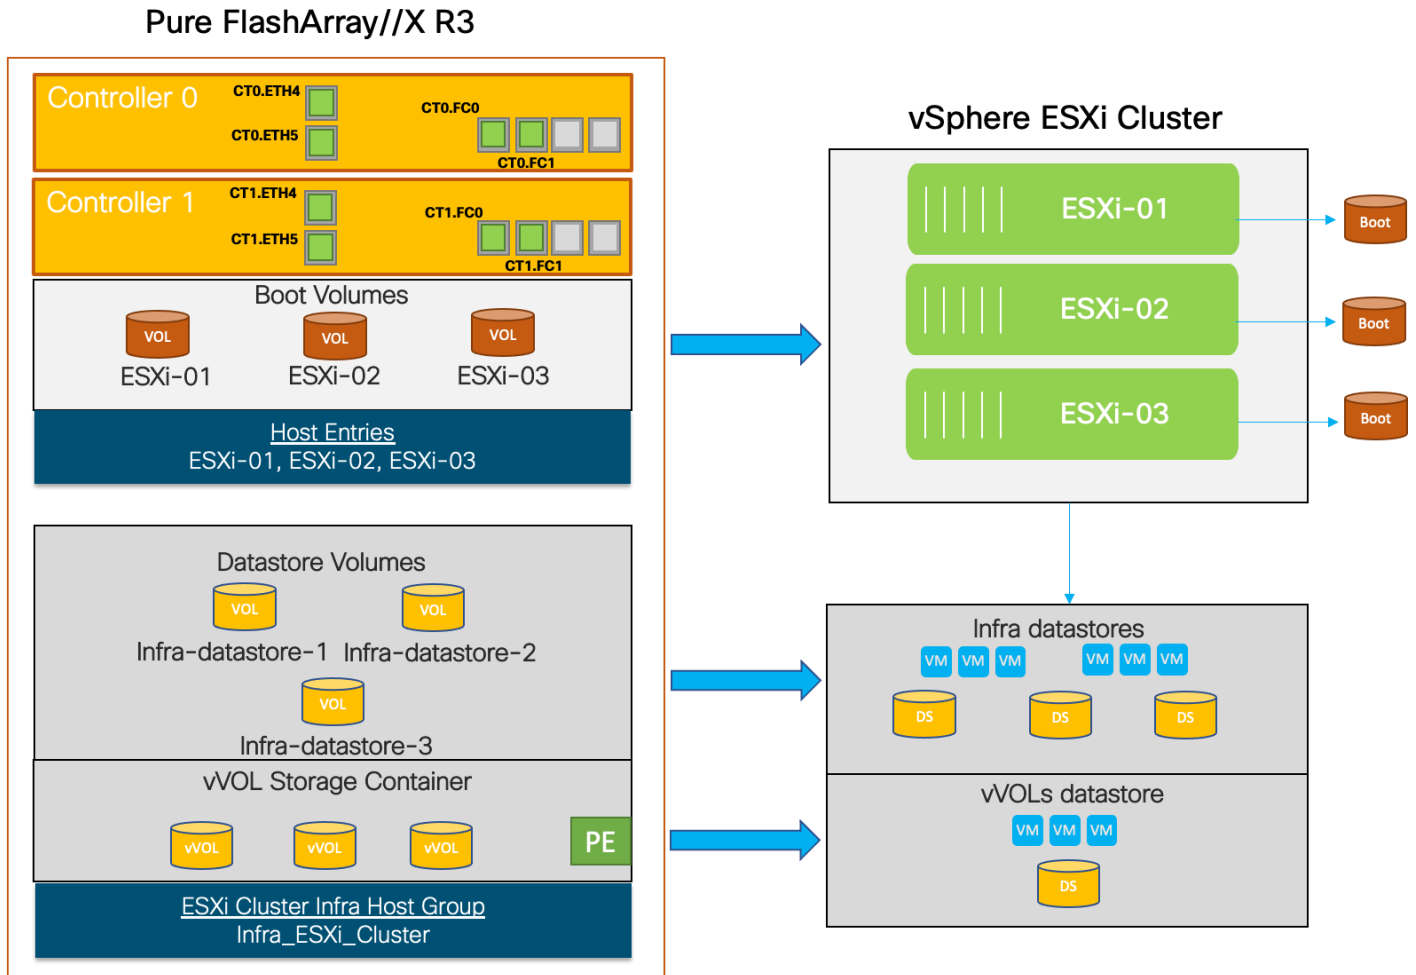 Pure FlashArray//X R3
Controller 0
CT0.ETH4
CT0.ETH5
CT0.FC0
CT0.FC1
Controller 1
CT1.ETH4
CT1.ETH5
CT1.FC0
CT1.FC1
Boot Volumes
VOL VOL VOL
ESXi-01 ESXi-02 ESXi-03
Host Entries
ESXi-01, ESXi-02, ESXi-03
Datastore Volumes
VOL VOL
Infra-datastore-1 Infra-datastore-2
VOL
Infra-datastore-3
vVOL Storage Container
vVOL vVOL vVOL
PE
ESXi Cluster Infra Host Group
Infra_ESXi_Cluster
vSphere ESXi Cluster
ESXi-01
Boot
ESXi-02
Boot
ESXi-03
Boot
Infra datastores
VM VM VM VM VM VM
DS DS DS
vVOLs datastore
VM VM VM
DS